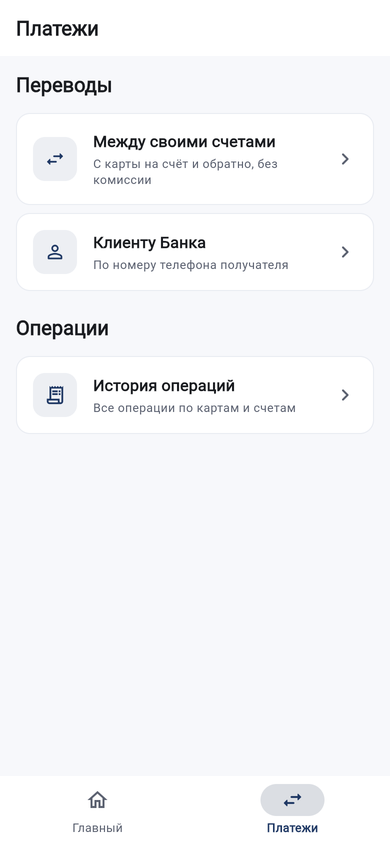 Платежи
Переводы
Между своими счетами
С карты на счёт и обратно, без
комиссии
Клиенту Банка
По номеру телефона получателя
Операции
История операций
Все операции по картам и счетам
Главный
Платежи